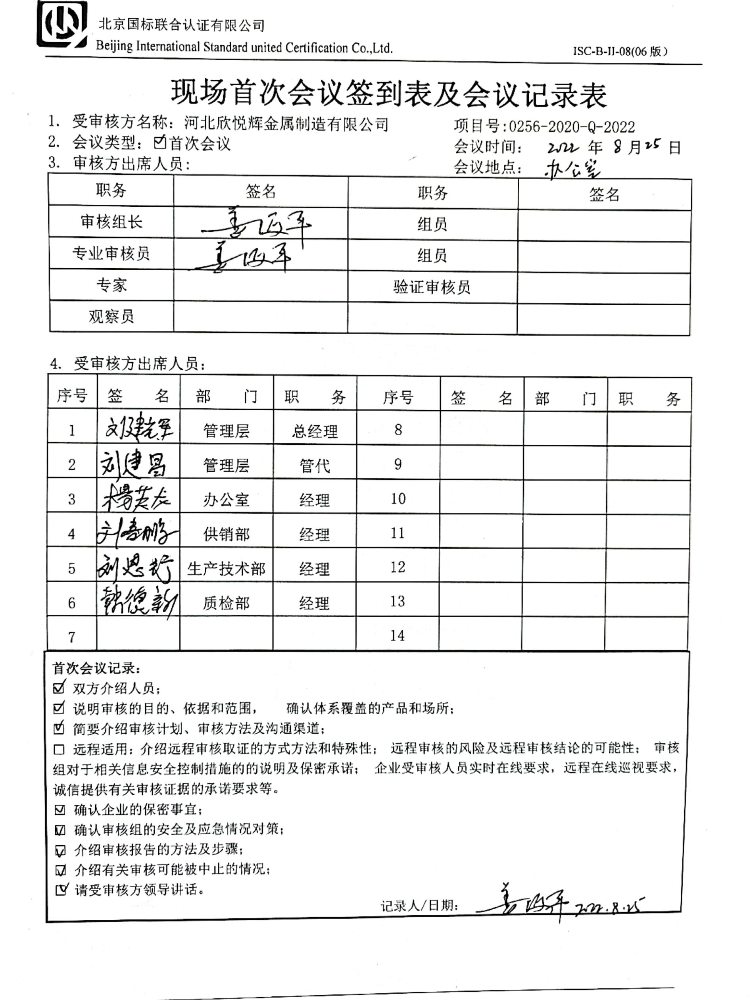 北京国标联合认证有限公司
Beijing International Standard united Certification Co.,Ltd.
ISC-B-II-08(06 版)
现场首次会议签到表及会议记录表
1. 受审核方名称：河北欣悦辉金属制造有限公司 项目号:0256-2020-Q-2022
2. 会议类型：☑首次会议 会议时间： 2022 年 8 月 25 日
3. 审核方出席人员： 会议地点： 办公室
职务 签名 职务 签名
审核组长 组员
专业审核员 组员
专家 验证审核员
观察员
4. 受审核方出席人员：
序号 签 名 部 门 职 务 序号 签 名 部 门 职 务
1 刘建辉 管理层 总经理 8
2 刘建昌 管理层 管代 9
3 办公室 经理 10
4 供销部 经理 11
5 生产技术部 经理 12
6 韩德新 质检部 经理 13
7 14
首次会议记录：
☑ 双方介绍人员；
☑ 说明审核的目的、依据和范围， 确认体系覆盖的产品和场所；
☑ 简要介绍审核计划、审核方法及沟通渠道；
☐ 远程适用：介绍远程审核取证的方式方法和特殊性； 远程审核的风险及远程审核结论的可能性； 审核
组对于相关信息安全控制措施的的说明及保密承诺； 企业受审核人员实时在线要求，远程在线巡视要求，
诚信提供有关审核证据的承诺要求等。
☑ 确认企业的保密事宜；
☑ 确认审核组的安全及应急情况对策；
☑ 介绍审核报告的方法及步骤；
☑ 介绍有关审核可能被中止的情况；
☑ 请受审核方领导讲话。
记录人/日期： 2022.8.25